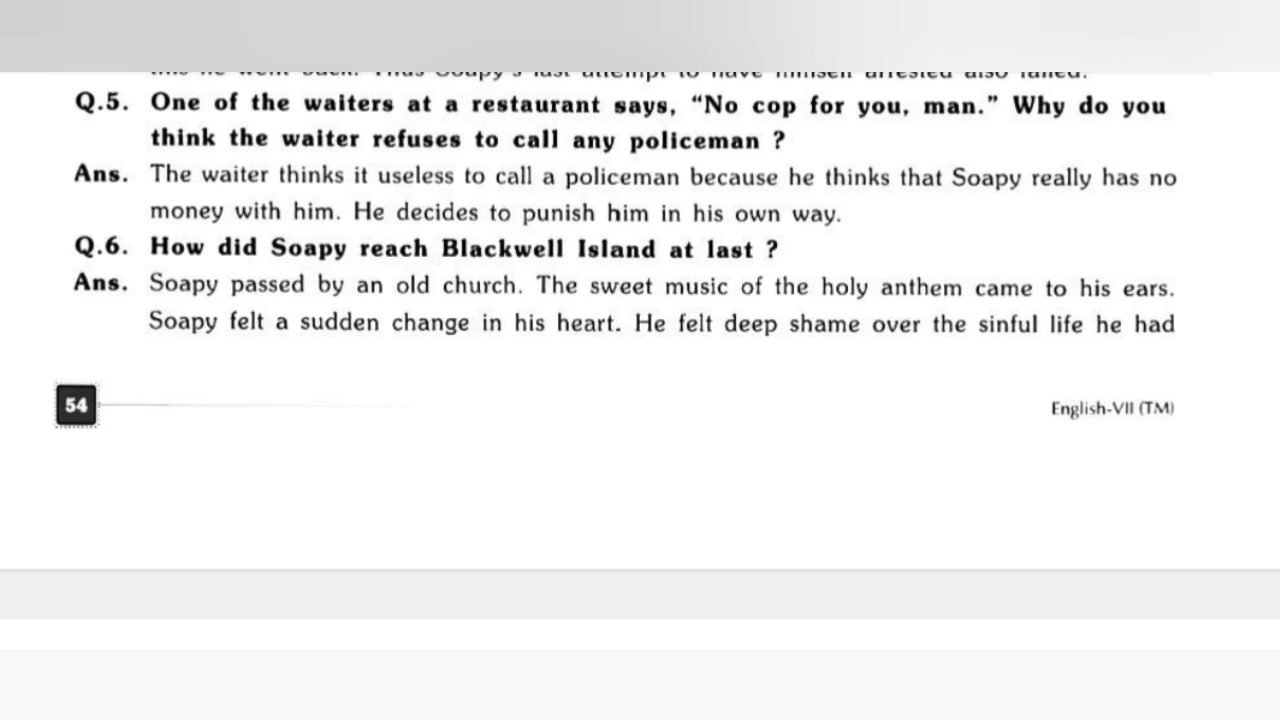 Q.5. One of the waiters at a restaurant says, “No cop for you, man.” Why do you
think the waiter refuses to call any policeman ?
Ans. The waiter thinks it useless to call a policeman because he thinks that Soapy really has no
money with him. He decides to punish him in his own way.
Q.6. How did Soapy reach Blackwell Island at last ?
Ans. Soapy passed by an old church. The sweet music of the holy anthem came to his ears.
Soapy felt a sudden change in his heart. He felt deep shame over the sinful life he had
54
English-VII (TM)